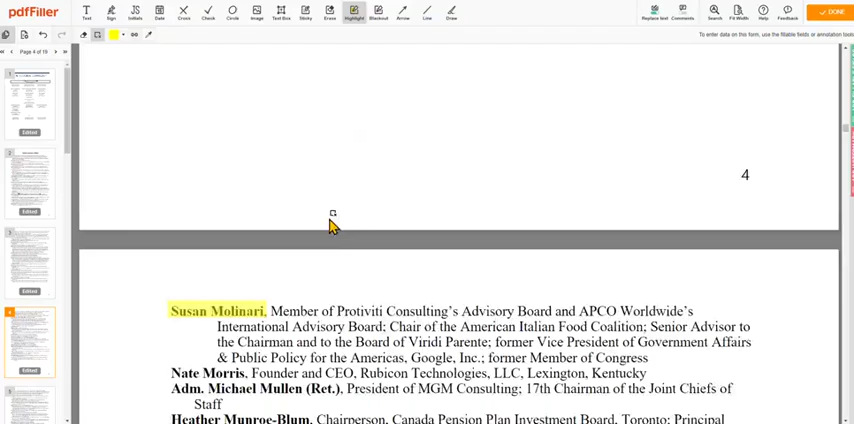 pdfFiller
Text Sign Initials Date Cross Check Circle Image Text Box Sticky Erase Highlight Blackout Arrow Line Draw Replace text Comments Search Fit Width Help Feedback DONE
Page 4 of 19
To enter data on this form, use the fillable fields or annotation tools
1
Edited
2
Edited
3
Edited
4
Edited
5
4
Susan Molinari, Member of Protiviti Consulting's Advisory Board and APCO Worldwide's
International Advisory Board; Chair of the American Italian Food Coalition; Senior Advisor to
the Chairman and to the Board of Viridi Parente; former Vice President of Government Affairs
& Public Policy for the Americas, Google, Inc.; former Member of Congress
Nate Morris, Founder and CEO, Rubicon Technologies, LLC, Lexington, Kentucky
Adm. Michael Mullen (Ret.), President of MGM Consulting; 17th Chairman of the Joint Chiefs of
Staff
Heather Munroe-Blum, Chairperson, Canada Pension Plan Investment Board, Toronto; Principal